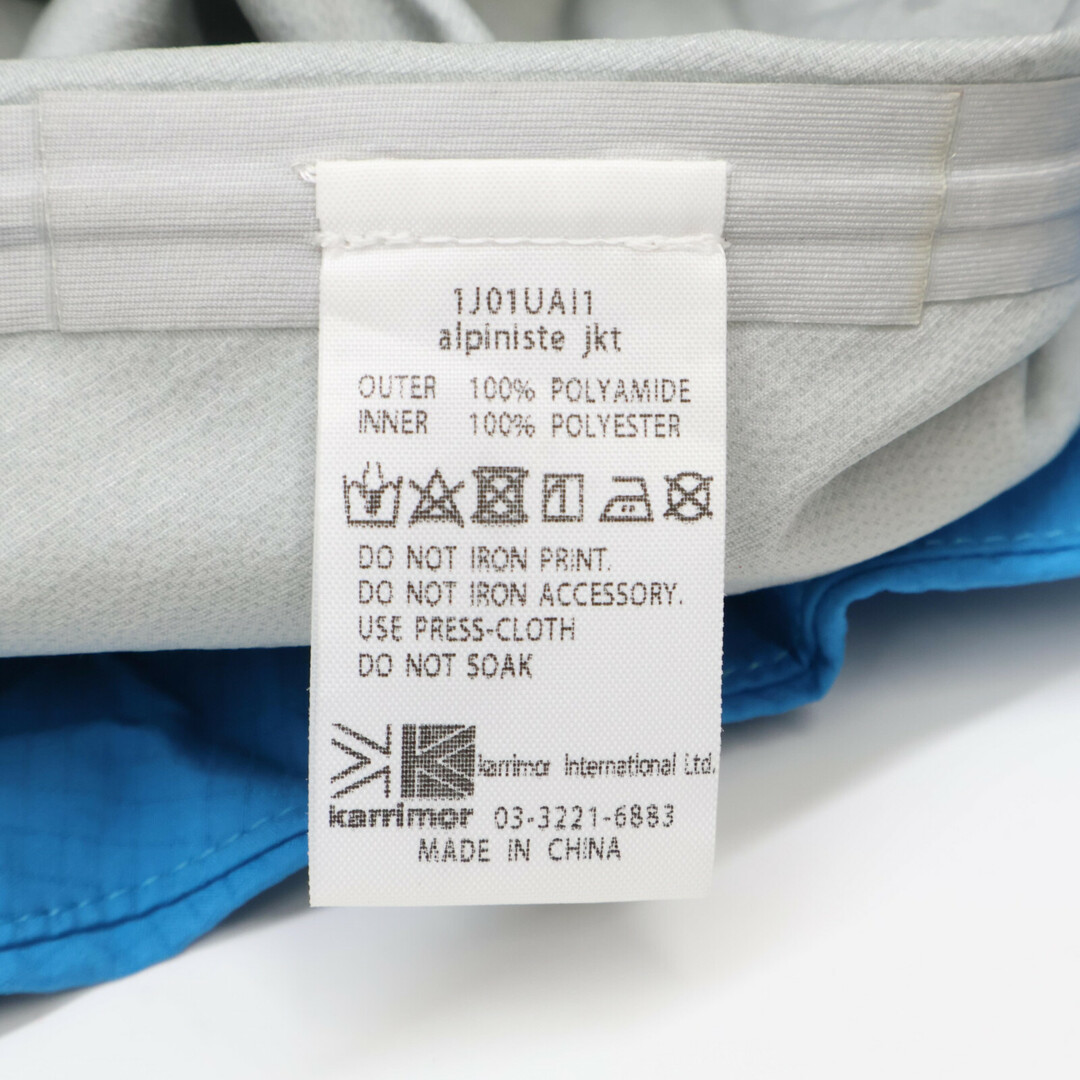 1J01UAI1
alpiniste jkt
OUTER 100% POLYAMIDE
INNER 100% POLYESTER
DO NOT IRON PRINT.
DO NOT IRON ACCESSORY.
USE PRESS-CLOTH
DO NOT SOAK
karrimor International Ltd.
karrimor 03-3221-6883
MADE IN CHINA